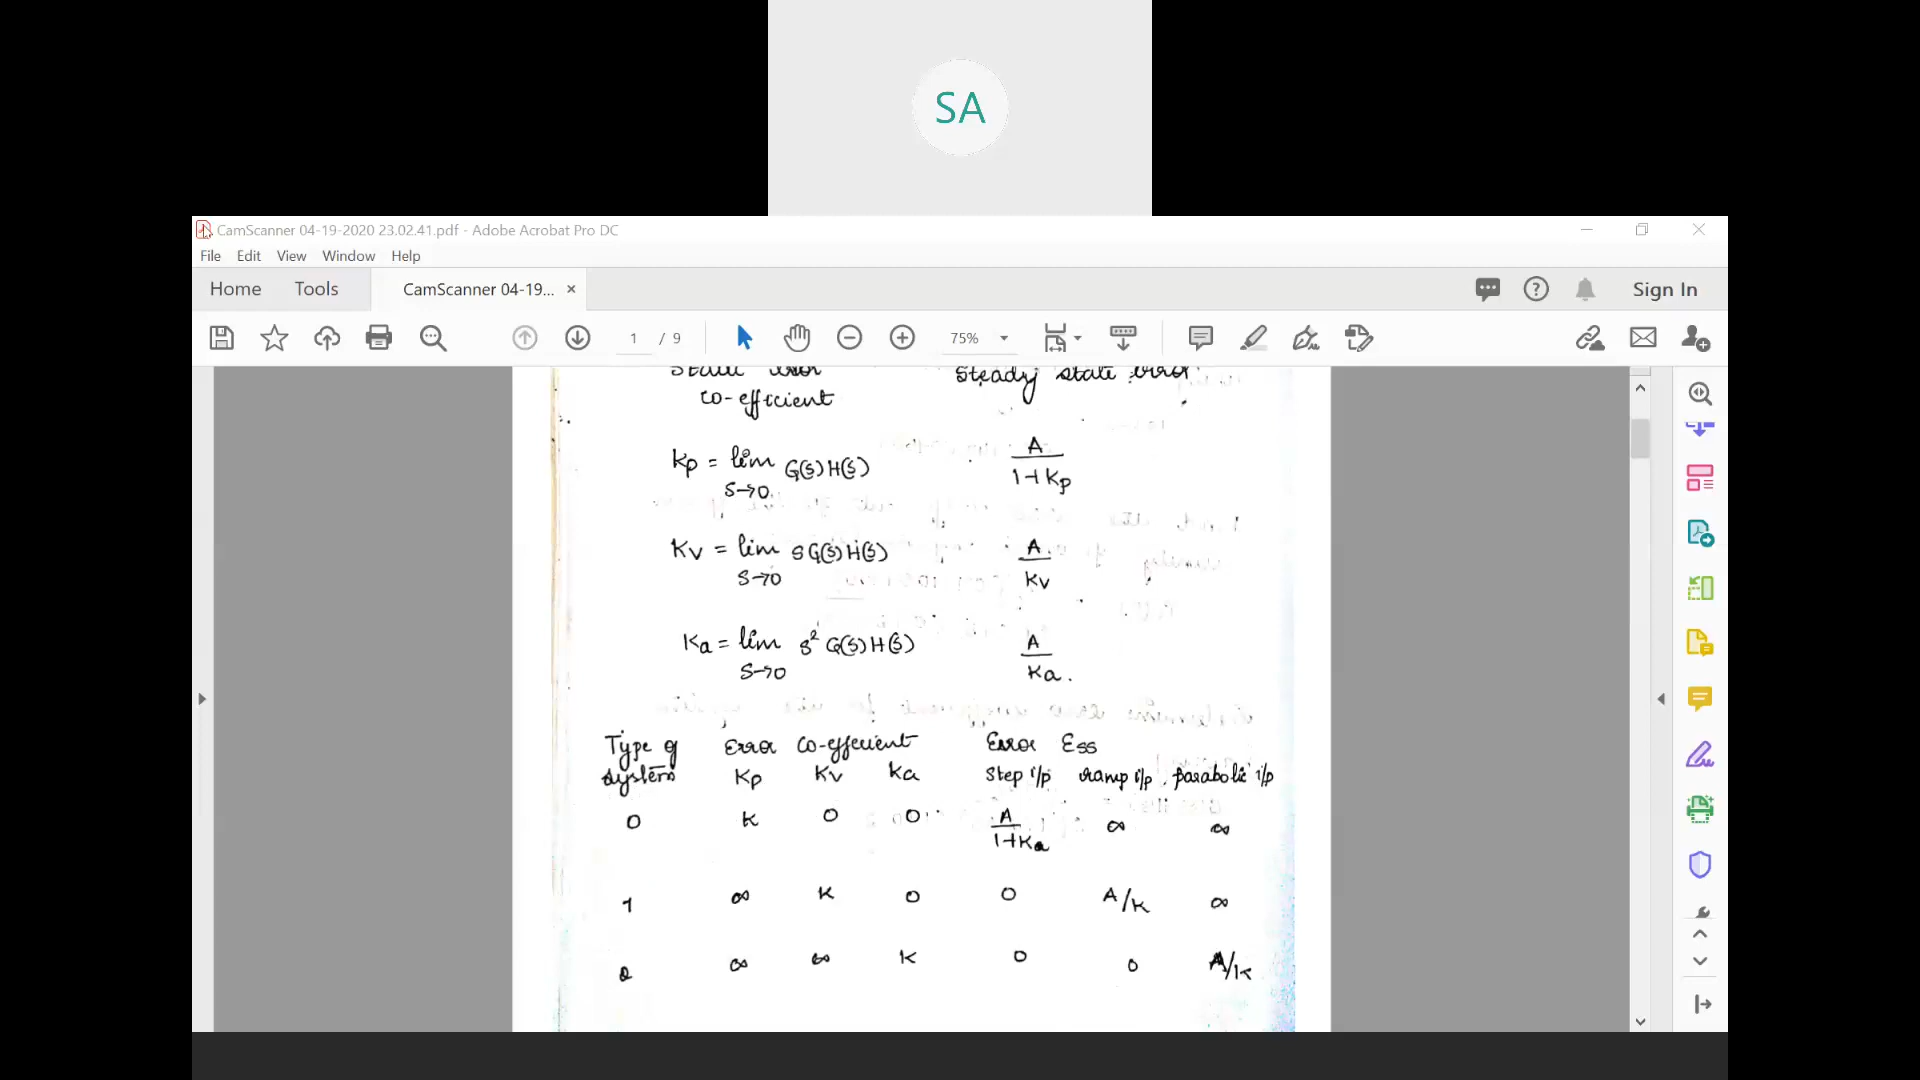 SA
CamScanner 04-19-2020 23.02.41.pdf - Adobe Acrobat Pro DC
File Edit View Window Help
Home Tools CamScanner 04-19... × Sign In
1 / 9 75%
Steady state error
co-efficient
Kp = lim G(s)H(s) A
s→0 1+Kp
Kv = lim sG(s)H(s) A
s→0 Kv
Ka = lim s² G(s)H(s) A
s→0 Ka.
Type of Error Co-effecient Error Ess
system Kp Kv Ka Step i/p ramp i/p parabolic i/p
0 K 0 0 A/1+Ka ∞ ∞
1 ∞ K 0 0 A/K ∞
2 ∞ ∞ K 0 0 A/K